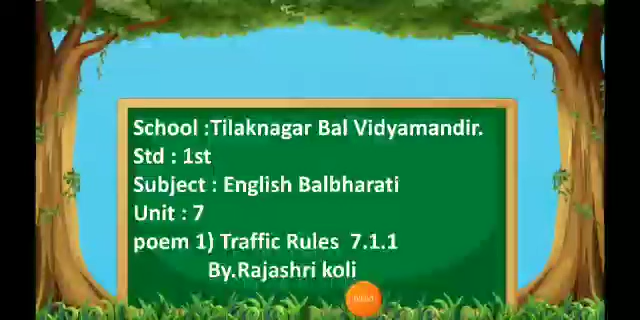 School :Tilaknagar Bal Vidyamandir.
Std : 1st
Subject : English Balbharati
Unit : 7
poem 1) Traffic Rules 7.1.1
By.Rajashri koli